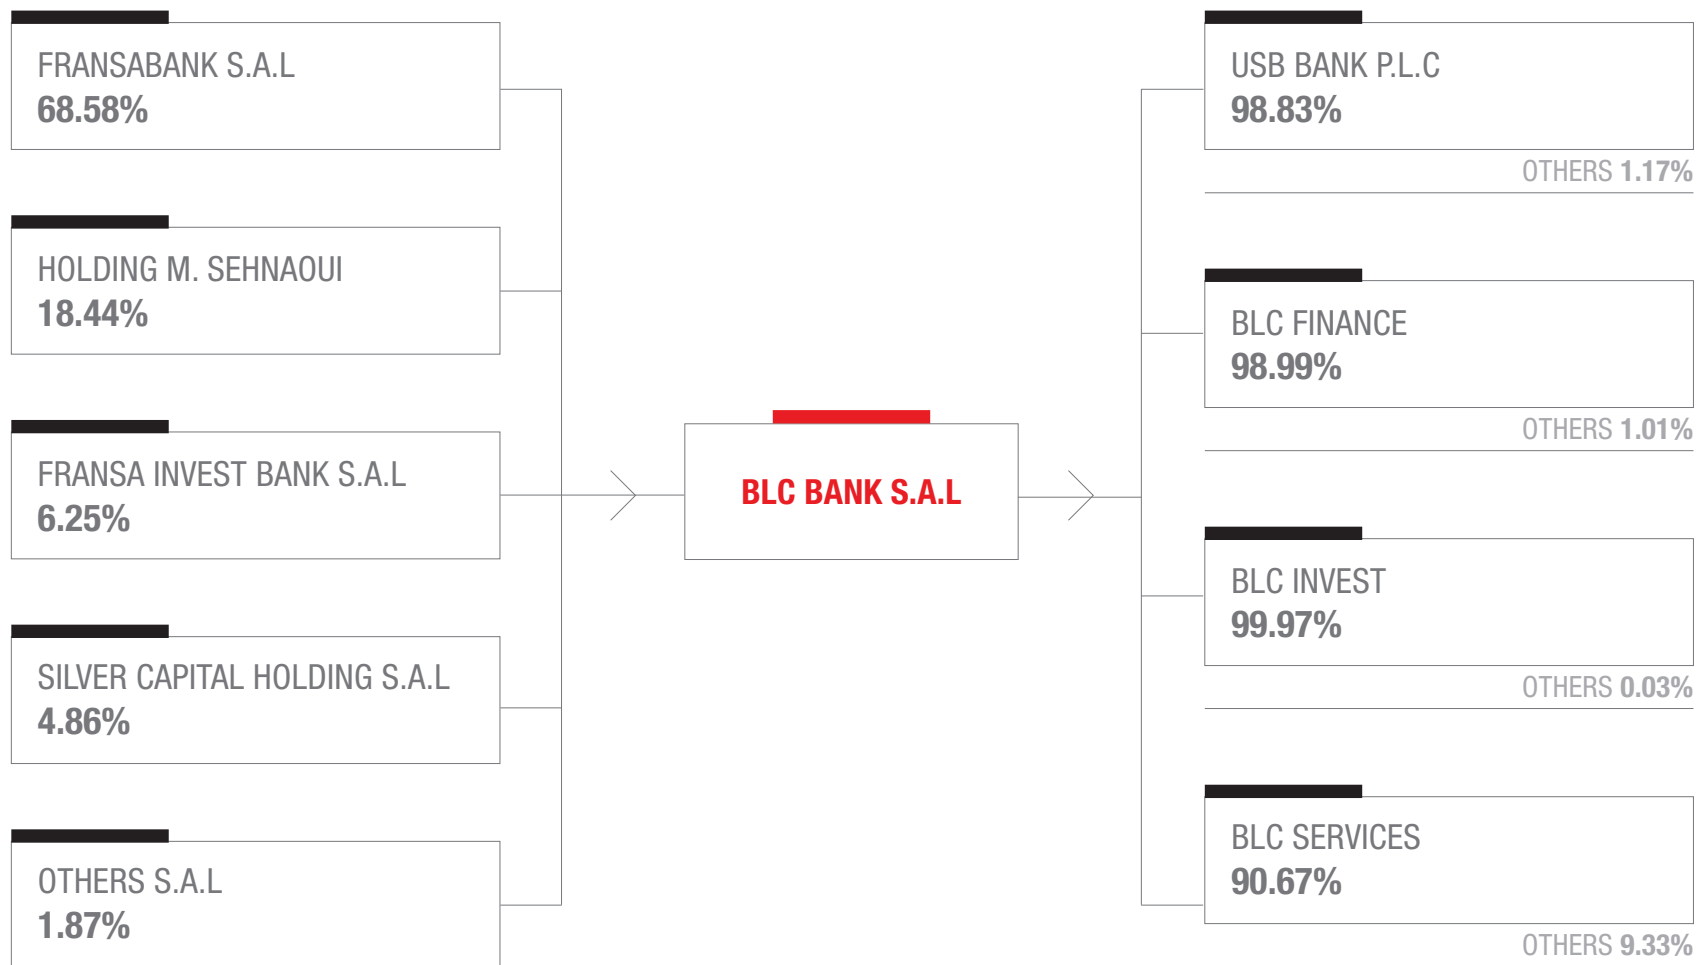 FRANSABANK S.A.L
68.58%
HOLDING M. SEHNAOUI
18.44%
FRANSA INVEST BANK S.A.L
6.25%
SILVER CAPITAL HOLDING S.A.L
4.86%
OTHERS S.A.L
1.87%
BLC BANK S.A.L
USB BANK P.L.C
98.83%
OTHERS 1.17%
BLC FINANCE
98.99%
OTHERS 1.01%
BLC INVEST
99.97%
OTHERS 0.03%
BLC SERVICES
90.67%
OTHERS 9.33%